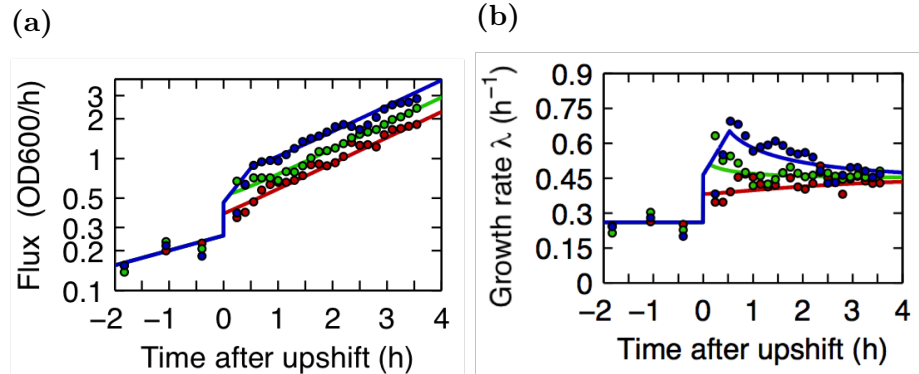 (a)
Flux (OD600/h)
3
2
1
0.5
0.3
0.2
0.1
−2 −1 0 1 2 3 4
Time after upshift (h)
(b)
Growth rate λ (h⁻¹)
0.9
0.75
0.6
0.45
0.3
0.15
0
−2 −1 0 1 2 3 4
Time after upshift (h)